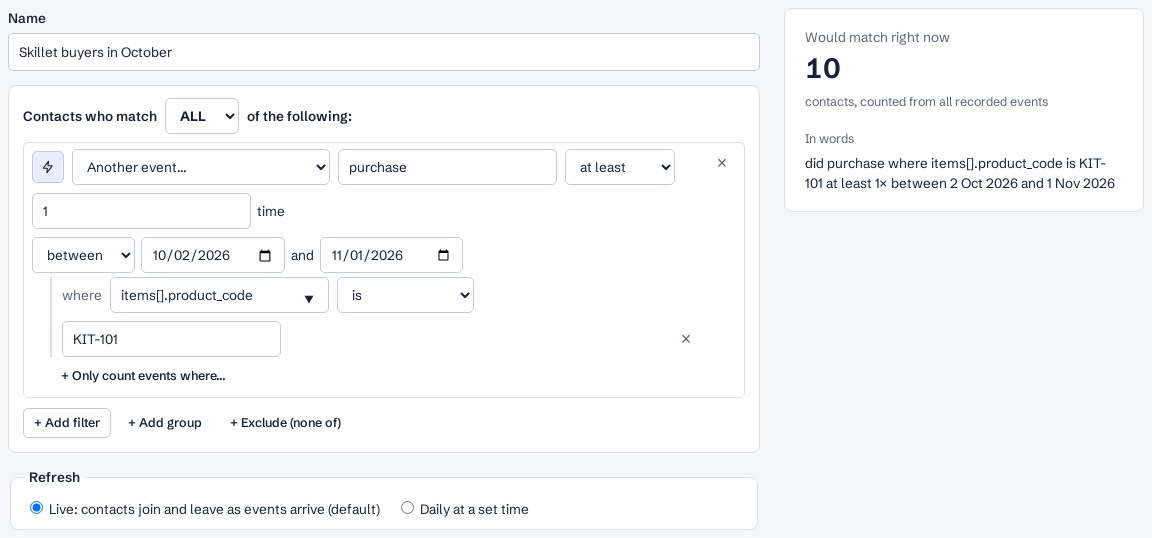 Name
Skillet buyers in October
Contacts who match ALL of the following:
Another event... purchase at least ×
1 time
between 10/02/2026 and 11/01/2026
where items[].product_code is
KIT-101 ×
+ Only count events where...
+ Add filter + Add group + Exclude (none of)
Refresh
Live: contacts join and leave as events arrive (default) Daily at a set time
Would match right now
10
contacts, counted from all recorded events
In words
did purchase where items[].product_code is KIT-
101 at least 1× between 2 Oct 2026 and 1 Nov 2026